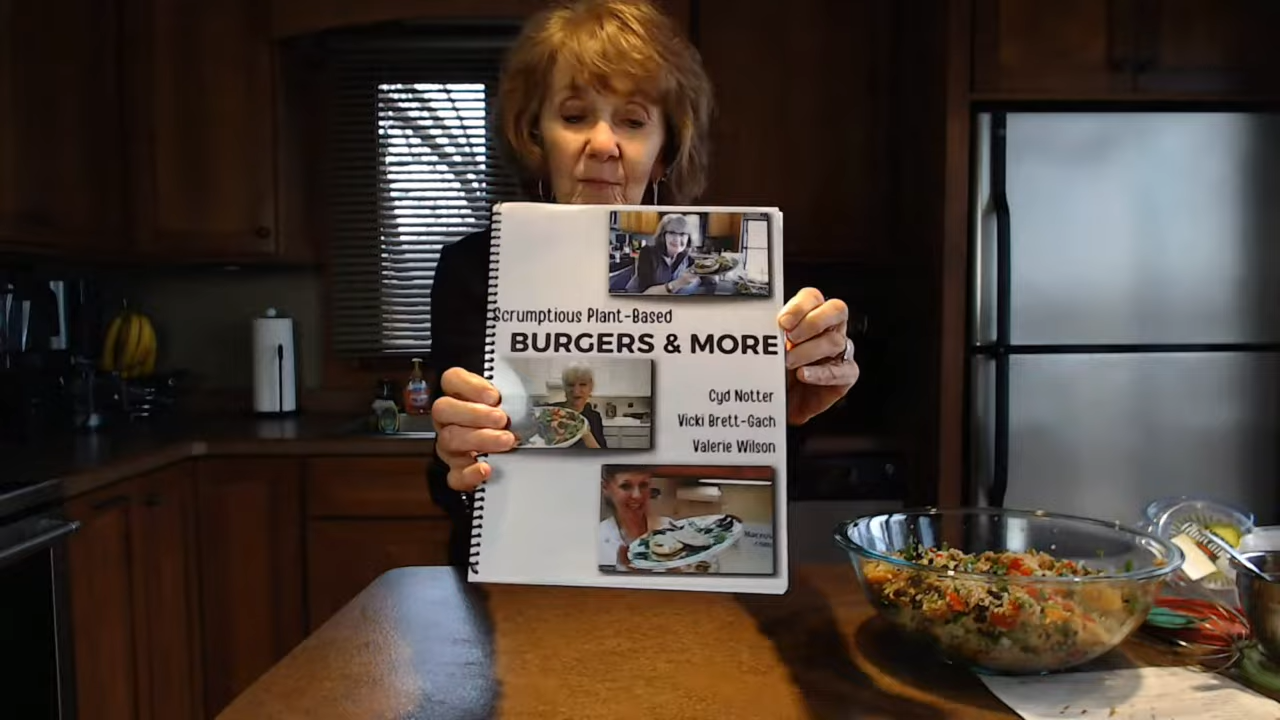 Scrumptious Plant-Based
BURGERS & MORE
Cyd Notter
Vicki Brett-Gach
Valerie Wilson